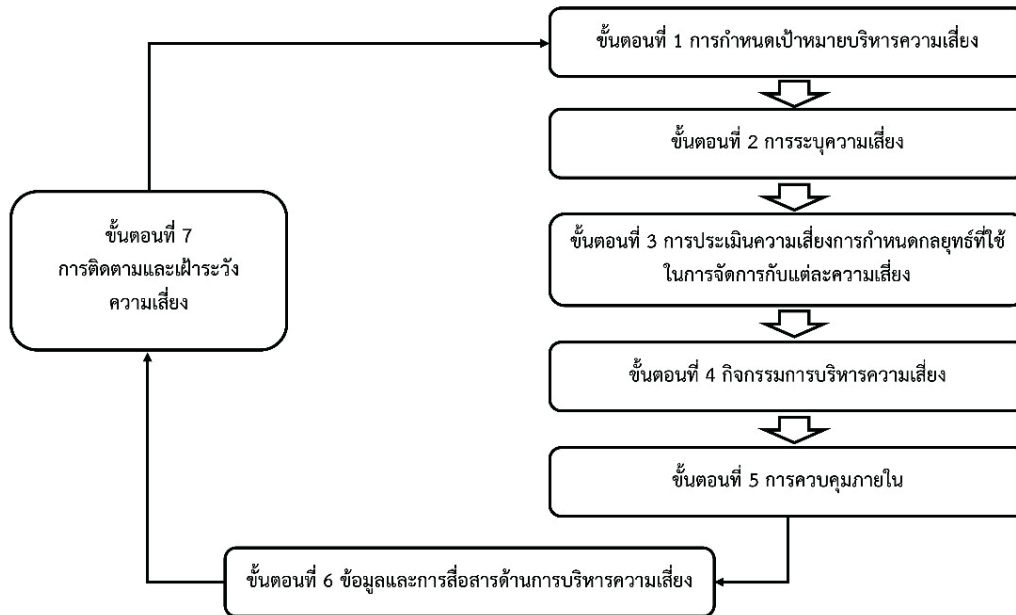 ขั้นตอนที่ 1 การกำหนดเป้าหมายบริหารความเสี่ยง
ขั้นตอนที่ 2 การระบุความเสี่ยง
ขั้นตอนที่ 3 การประเมินความเสี่ยงการกำหนดกลยุทธ์ที่ใช้
ในการจัดการกับแต่ละความเสี่ยง
ขั้นตอนที่ 4 กิจกรรมการบริหารความเสี่ยง
ขั้นตอนที่ 5 การควบคุมภายใน
ขั้นตอนที่ 6 ข้อมูลและการสื่อสารด้านการบริหารความเสี่ยง
ขั้นตอนที่ 7
การติดตามและเฝ้าระวัง
ความเสี่ยง